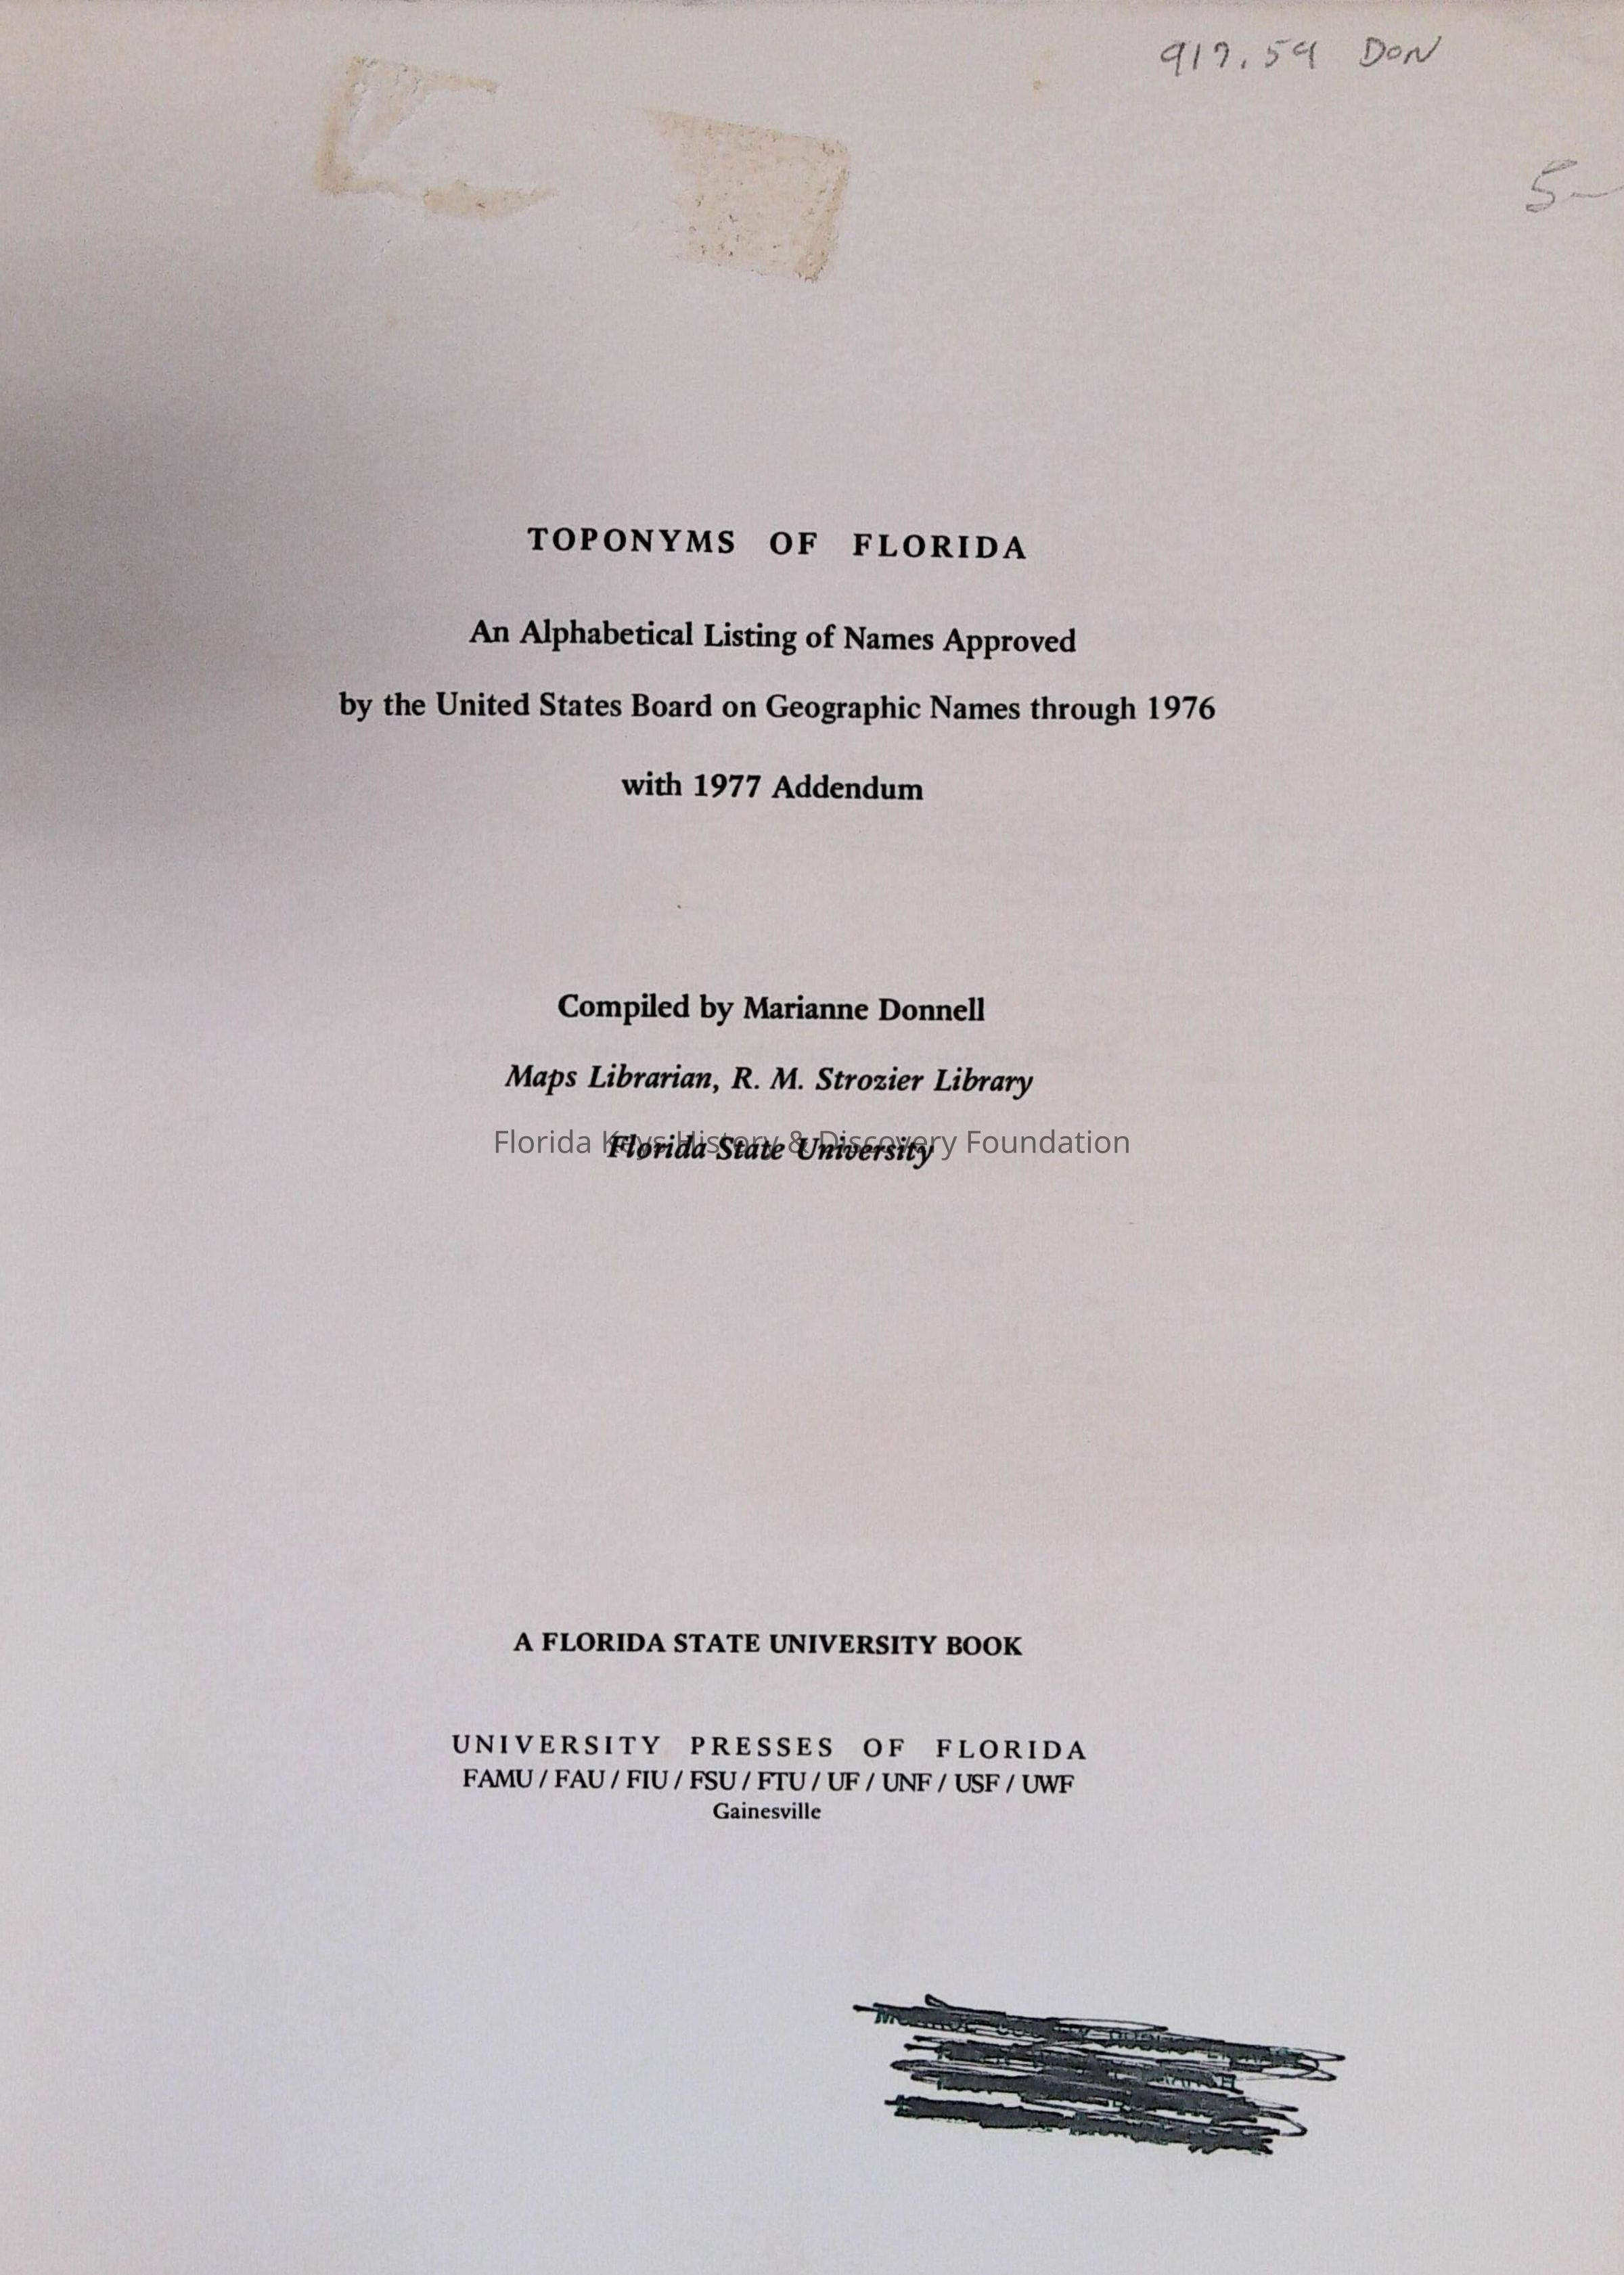 917.59 DON
5-
TOPONYMS OF FLORIDA
An Alphabetical Listing of Names Approved
by the United States Board on Geographic Names through 1976
with 1977 Addendum
Compiled by Marianne Donnell
Maps Librarian, R. M. Strozier Library
Florida State University
Florida Keys History & Discovery Foundation
A FLORIDA STATE UNIVERSITY BOOK
UNIVERSITY PRESSES OF FLORIDA
FAMU / FAU / FIU / FSU / FTU / UF / UNF / USF / UWF
Gainesville